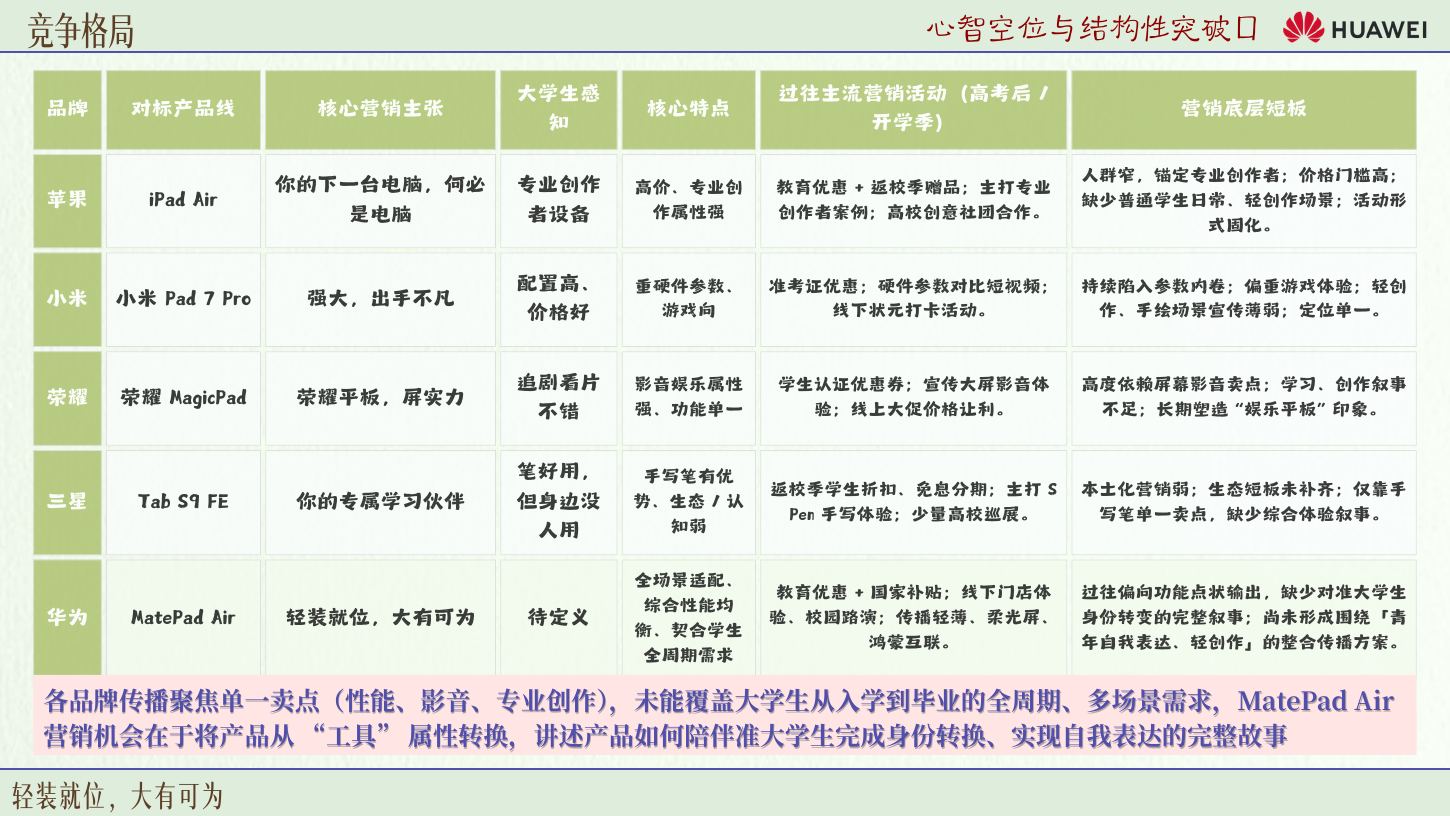 竞争格局
心智空位与结构性突破口
HUAWEI
品牌
对标产品线
核心营销主张
大学生感
知
核心特点
过往主流营销活动（高考后 /
开学季）
营销底层短板
苹果
iPad Air
你的下一台电脑，何必
是电脑
专业创作
者设备
高价、专业创
作属性强
教育优惠 + 返校季赠品；主打专业
创作者案例；高校创意社团合作。
人群窄，锚定专业创作者；价格门槛高；
缺少普通学生日常、轻创作场景；活动形
式固化。
小米
小米 Pad 7 Pro
强大，出手不凡
配置高、
价格好
重硬件参数、
游戏向
准考证优惠；硬件参数对比短视频；
线下状元打卡活动。
持续陷入参数内卷；偏重游戏体验；轻创
作、手绘场景宣传薄弱；定位单一。
荣耀
荣耀 MagicPad
荣耀平板，屏实力
追剧看片
不错
影音娱乐属性
强、功能单一
学生认证优惠券；宣传大屏影音体
验；线上大促价格让利。
高度依赖屏幕影音卖点；学习、创作叙事
不足；长期塑造“娱乐平板”印象。
三星
Tab S9 FE
你的专属学习伙伴
笔好用，
但身边没
人用
手写笔有优
势、生态 / 认
知弱
返校季学生折扣、免息分期；主打 S
Pen 手写体验；少量高校巡展。
本土化营销弱；生态短板未补齐；仅靠手
写笔单一卖点，缺少综合体验叙事。
华为
MatePad Air
轻装就位，大有可为
待定义
全场景适配、
综合性能均
衡、契合学生
全周期需求
教育优惠 + 国家补贴；线下门店体
验、校园路演；传播轻薄、柔光屏、
鸿蒙互联。
过往偏向功能点状输出，缺少对准大学生
身份转变的完整叙事；尚未形成围绕「青
年自我表达、轻创作」的整合传播方案。
各品牌传播聚焦单一卖点（性能、影音、专业创作），未能覆盖大学生从入学到毕业的全周期、多场景需求，MatePad Air
营销机会在于将产品从 “工具” 属性转换，讲述产品如何陪伴准大学生完成身份转换、实现自我表达的完整故事
轻装就位，大有可为